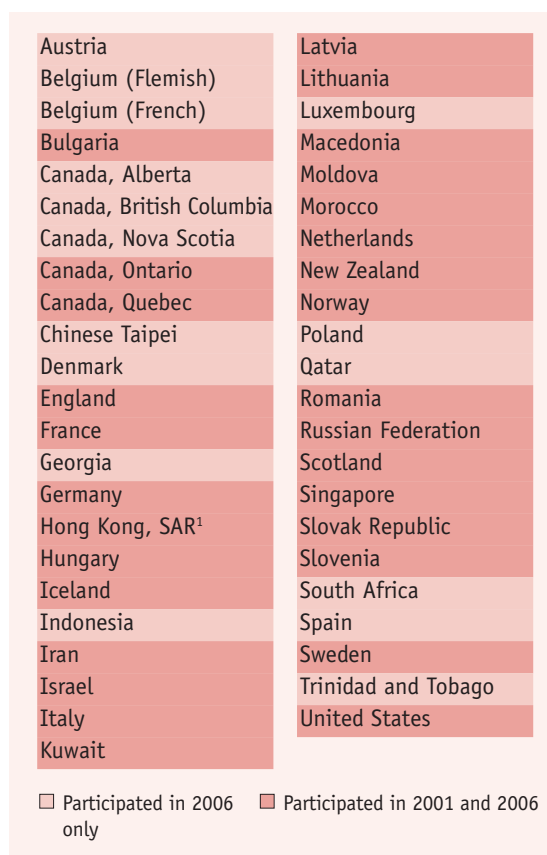 Austria
Belgium (Flemish)
Belgium (French)
Bulgaria
Canada, Alberta
Canada, British Columbia
Canada, Nova Scotia
Canada, Ontario
Canada, Quebec
Chinese Taipei
Denmark
England
France
Georgia
Germany
Hong Kong, SAR¹
Hungary
Iceland
Indonesia
Iran
Israel
Italy
Kuwait
Latvia
Lithuania
Luxembourg
Macedonia
Moldova
Morocco
Netherlands
New Zealand
Norway
Poland
Qatar
Romania
Russian Federation
Scotland
Singapore
Slovak Republic
Slovenia
South Africa
Spain
Sweden
Trinidad and Tobago
United States
Participated in 2006
only
Participated in 2001 and 2006